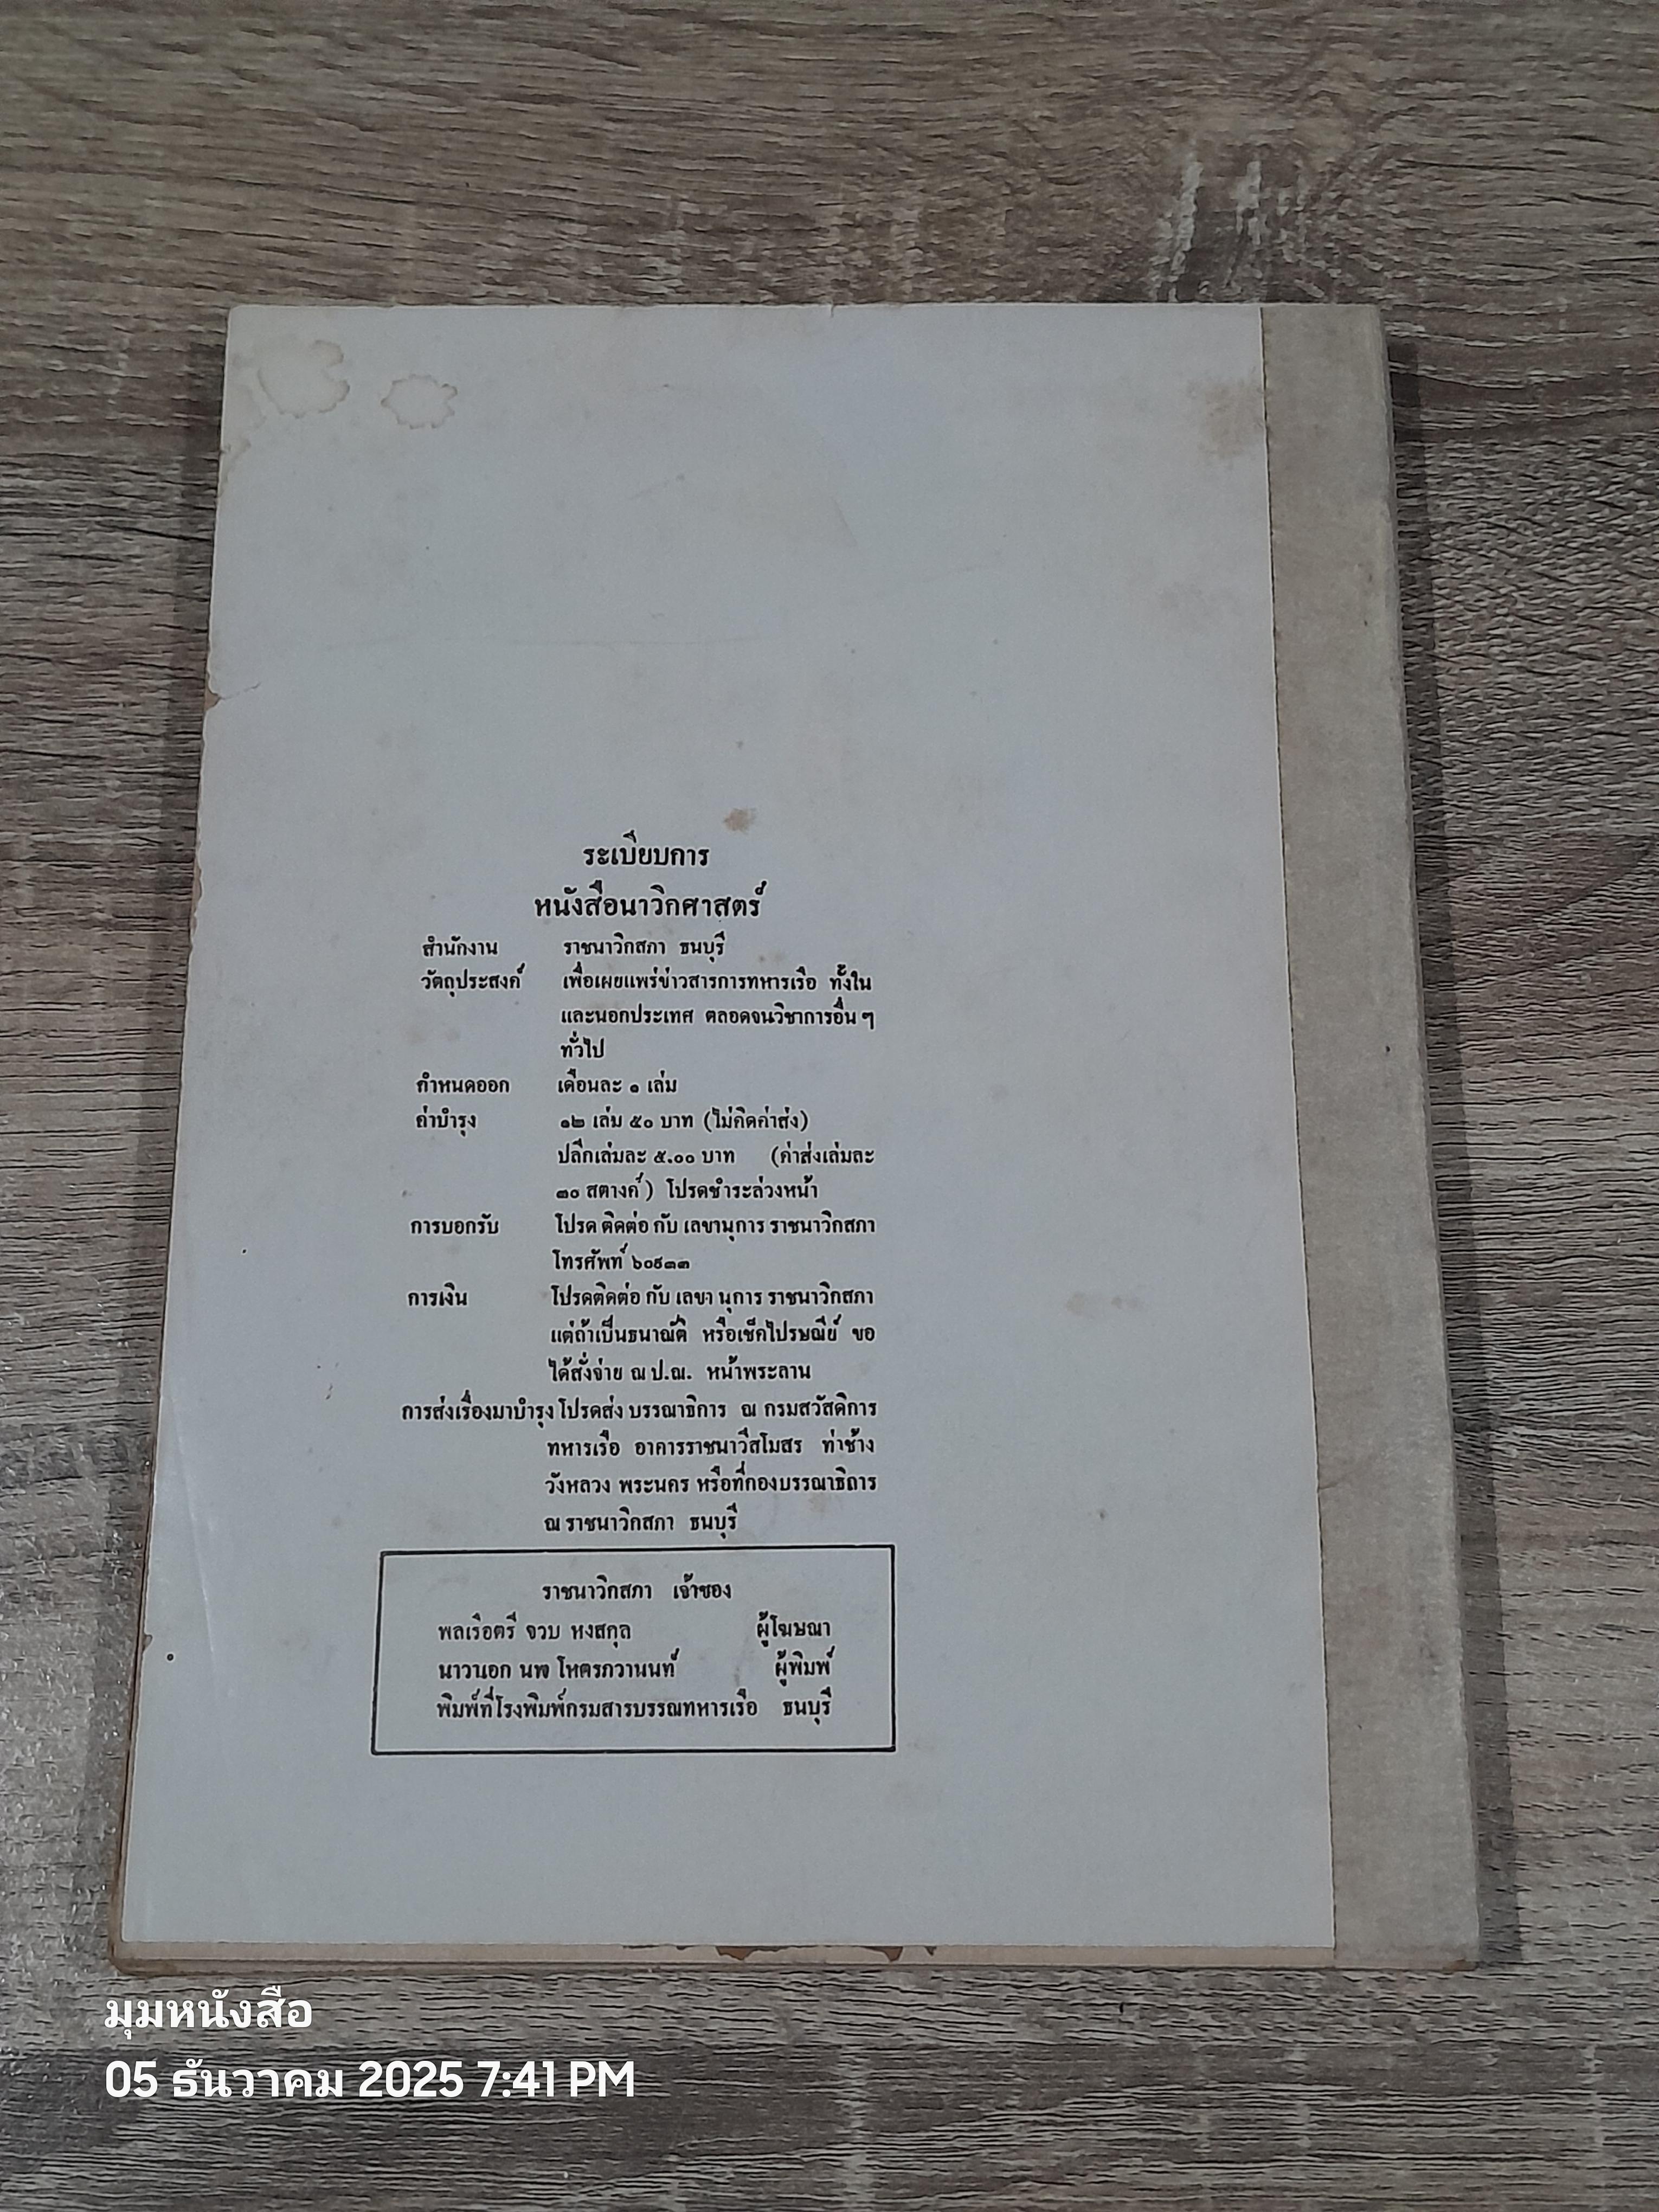 ระเบียบการ
หนังสือนาวิกศาสตร์
สำนักงาน ราชนาวิกสภา ธนบุรี
วัตถุประสงค์ เพื่อเผยแพร่ข่าวสารการทหารเรือ ทั้งใน
และนอกประเทศ ตลอดจนวิชาการอื่น ๆ
ทั่วไป
กำหนดออก เดือนละ ๑ เล่ม
ค่าบำรุง ๑๒ เล่ม ๕๐ บาท (ไม่คิดค่าส่ง)
ปลีกเล่มละ ๕.๐๐ บาท (ค่าส่งเล่มละ
๓๐ สตางค์) โปรดชำระล่วงหน้า
การบอกรับ โปรด ติดต่อ กับ เลขานุการ ราชนาวิกสภา
โทรศัพท์ ๖๐๘๓๓
การเงิน โปรดติดต่อ กับ เลขา นุการ ราชนาวิกสภา
แต่ถ้าเป็นธนาณัติ หรือเช็คไปรษณีย์ ขอ
ได้สั่งจ่าย ณ ป.ณ. หน้าพระลาน
การส่งเรื่องมาบำรุง โปรดส่ง บรรณาธิการ ณ กรมสวัสดิการ
ทหารเรือ อาคารราชนาวีสโมสร ท่าช้าง
วังหลวง พระนคร หรือที่กองบรรณาธิการ
ณ ราชนาวิกสภา ธนบุรี
ราชนาวิกสภา เจ้าของ
พลเรือตรี จวบ หงสกุล ผู้โฆษณา
นาวาเอก นพ โหตรภวานนท์ ผู้พิมพ์
พิมพ์ที่โรงพิมพ์กรมสารบรรณทหารเรือ ธนบุรี
มุมหนังสือ
05 ธันวาคม 2025 7:41 PM